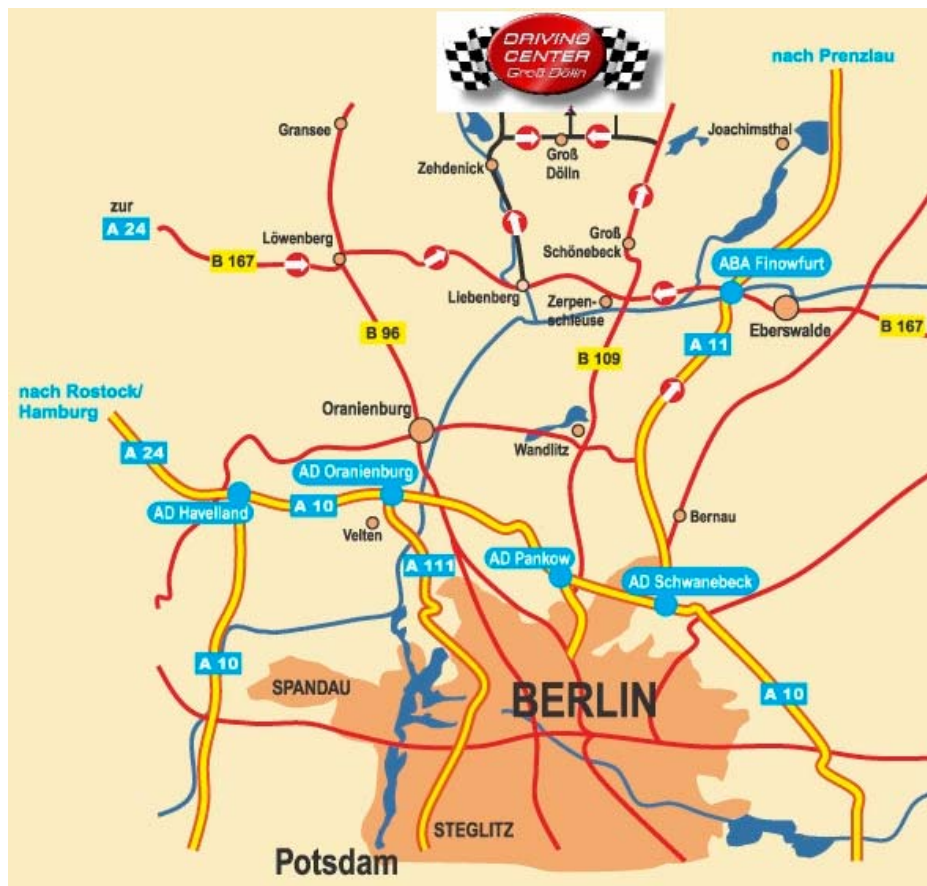 DRIVING
CENTER
Groß Dölln
nach Prenzlau
Gransee
Joachimsthal
Zehdenick
Groß
Dölln
zur
A 24
B 167
Löwenberg
Groß
Schönebeck
ABA Finowfurt
Liebenberg
Zerpen-
schleuse
Eberswalde
B 167
B 96
B 109
A 11
nach Rostock/
Hamburg
Oranienburg
A 24
Wandlitz
AD Oranienburg
AD Havelland
A 10
Velten
Bernau
AD Pankow
A 111
AD Schwanebeck
A 10
SPANDAU
BERLIN
A 10
STEGLITZ
Potsdam